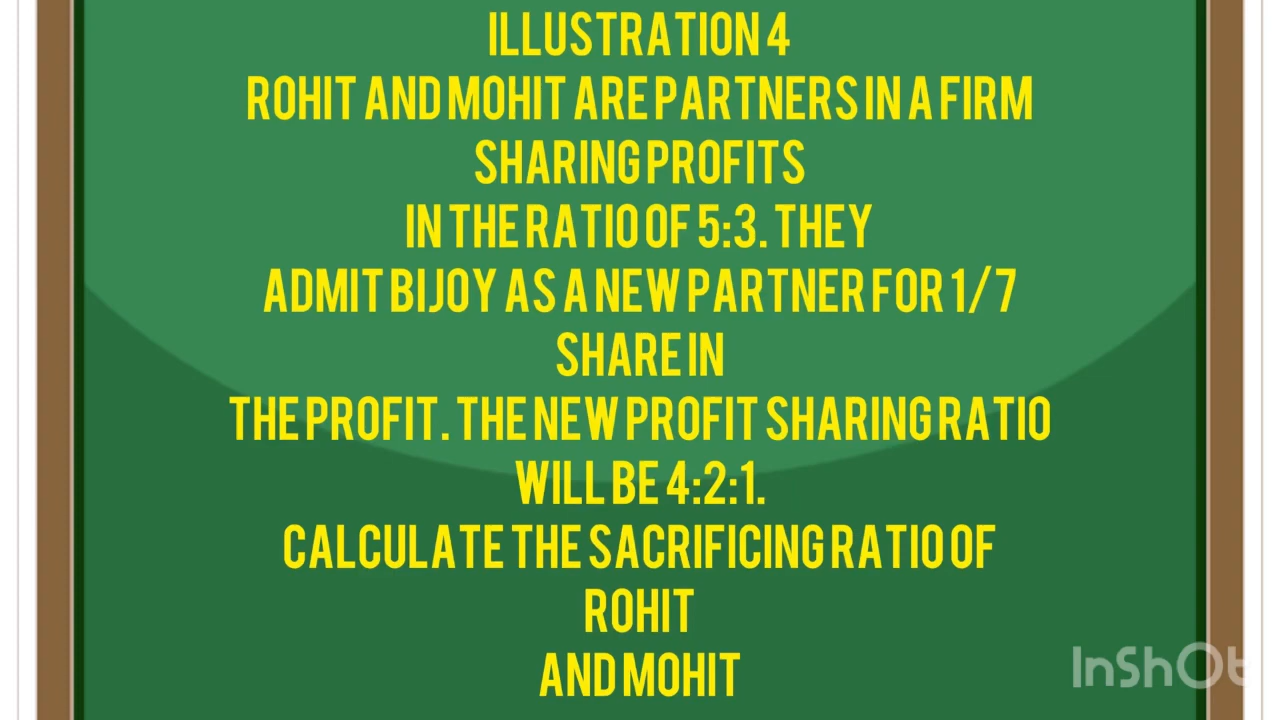 ILLUSTRATION 4
ROHIT AND MOHIT ARE PARTNERS IN A FIRM
SHARING PROFITS
IN THE RATIO OF 5:3. THEY
ADMIT BIJOY AS A NEW PARTNER FOR 1/7
SHARE IN
THE PROFIT. THE NEW PROFIT SHARING RATIO
WILL BE 4:2:1.
CALCULATE THE SACRIFICING RATIO OF
ROHIT
AND MOHIT
InShOt